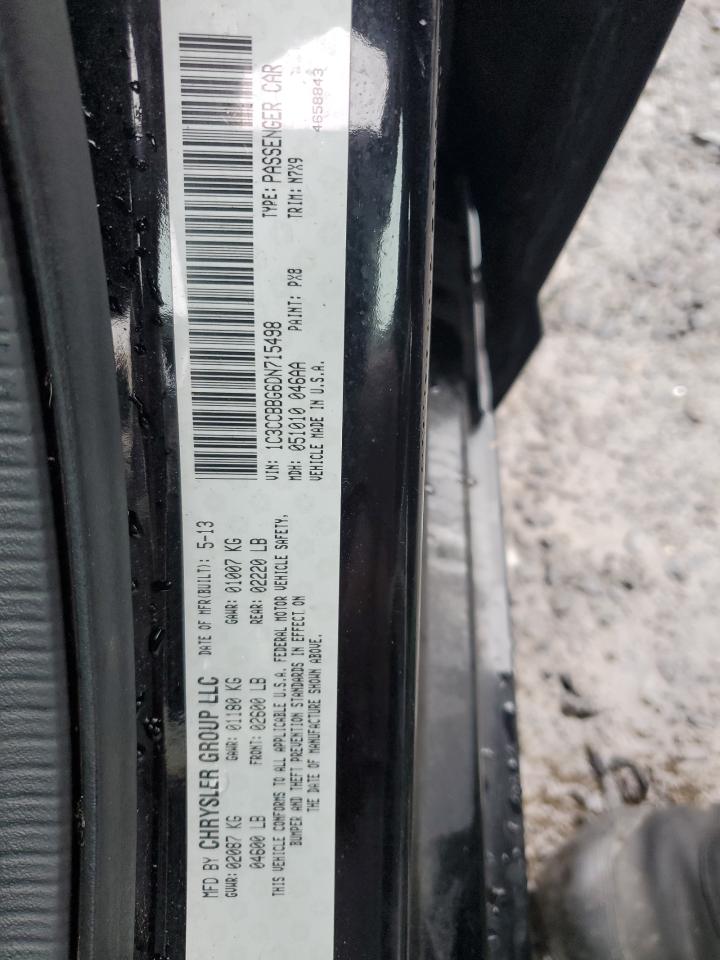 MFD BY CHRYSLER GROUP LLC DATE OF MFR(BUILT): 5-13
GVWR: 02087 KG GAWR: 01180 KG GAWR: 01007 KG
04600 LB FRONT: 02600 LB REAR: 02220 LB
THIS VEHICLE CONFORMS TO ALL APPLICABLE U.S.A. FEDERAL MOTOR VEHICLE SAFETY,
BUMPER AND THEFT PREVENTION STANDARDS IN EFFECT ON
THE DATE OF MANUFACTURE SHOWN ABOVE.
VIN: 1C3CCBBG6DN715498 TYPE: PASSENGER CAR
MDH: 051010 046AA PAINT: PX8 TRIM: N7X9
VEHICLE MADE IN U.S.A. 4658843